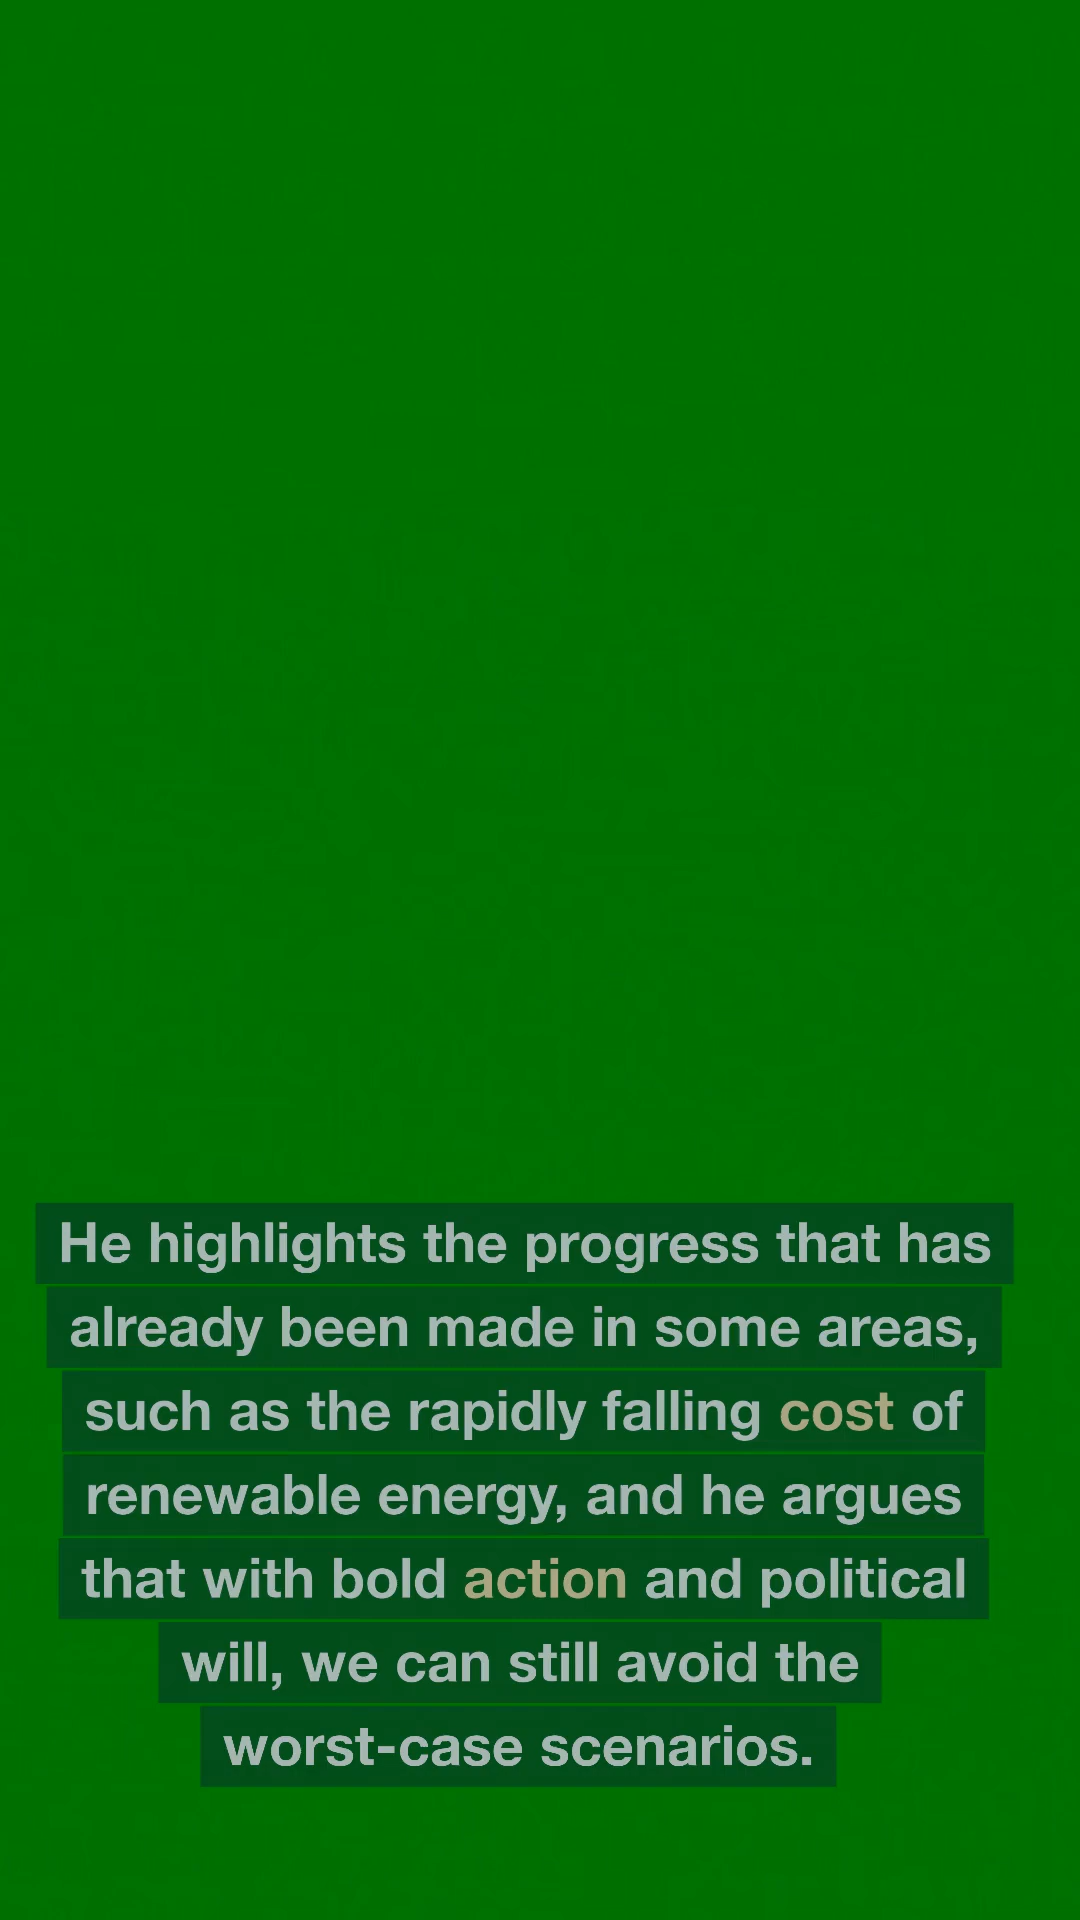 He highlights the progress that has
already been made in some areas,
such as the rapidly falling cost of
renewable energy, and he argues
that with bold action and political
will, we can still avoid the
worst-case scenarios.